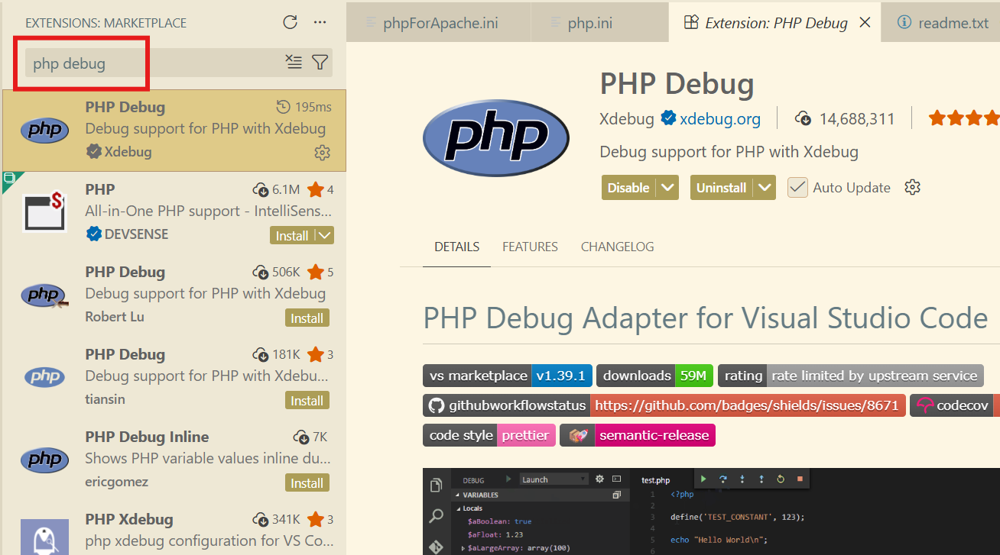 EXTENSIONS: MARKETPLACE
php debug
PHP Debug 195ms
Debug support for PHP with Xdebug
Xdebug
PHP 6.1M 4
All-in-One PHP support - IntelliSens...
DEVSENSE Install
PHP Debug 506K 5
Debug support for PHP with Xdebug
Robert Lu Install
PHP Debug 181K 3
Debug support for PHP with Xdebu...
tiansin Install
PHP Debug Inline 7K
Shows PHP variable values inline du...
ericgomez Install
PHP Xdebug 341K 3
php xdebug configuration for VS Co...
php
php
php
php
$
phpForApache.ini php.ini Extension: PHP Debug readme.txt
php
PHP Debug
Xdebug xdebug.org 14,688,311
Debug support for PHP with Xdebug
Disable Uninstall Auto Update
DETAILS FEATURES CHANGELOG
PHP Debug Adapter for Visual Studio Code
vs marketplace v1.39.1 downloads 59M rating rate limited by upstream service
githubworkflowstatus https://github.com/badges/shields/issues/8671 codecov
code style prettier semantic-release
DEBUG Launch
VARIABLES
Locals
$aBoolean: true
$aFloat: 1.23
$aLargeArray: array(100)
test.php
1 <?php
2
3 define('TEST_CONSTANT', 123);
4
5 echo "Hello World\n";
6